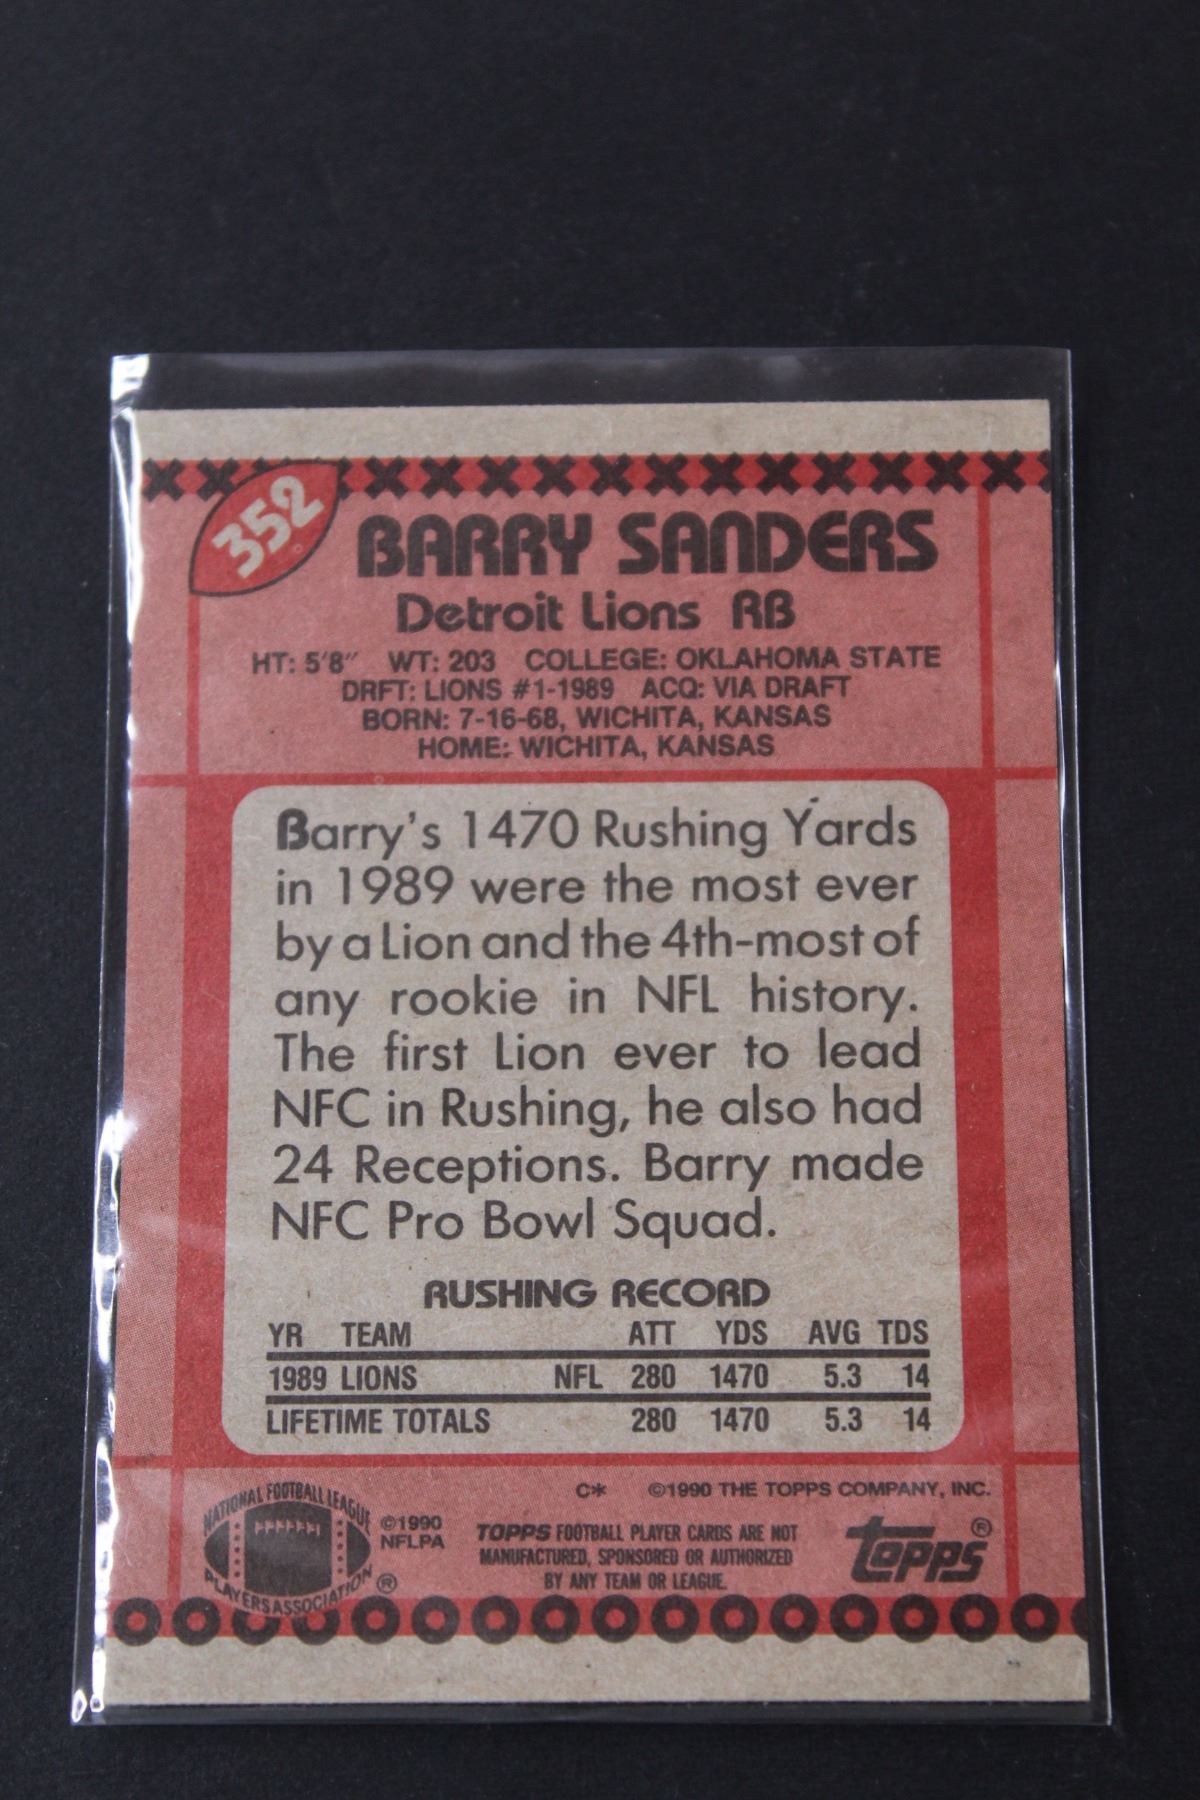 352
BARRY SANDERS
Detroit Lions RB
HT: 5'8" WT: 203 COLLEGE: OKLAHOMA STATE
DRFT: LIONS #1-1989 ACQ: VIA DRAFT
BORN: 7-16-68, WICHITA, KANSAS
HOME: WICHITA, KANSAS
Barry's 1470 Rushing Yards
in 1989 were the most ever
by a Lion and the 4th-most of
any rookie in NFL history.
The first Lion ever to lead
NFC in Rushing, he also had
24 Receptions. Barry made
NFC Pro Bowl Squad.
RUSHING RECORD
YR TEAM ATT YDS AVG TDS
1989 LIONS NFL 280 1470 5.3 14
LIFETIME TOTALS 280 1470 5.3 14
C* ©1990 THE TOPPS COMPANY, INC.
NATIONAL FOOTBALL LEAGUE
PLAYERS ASSOCIATION ®
©1990
NFLPA
TOPPS FOOTBALL PLAYER CARDS ARE NOT
MANUFACTURED, SPONSORED OR AUTHORIZED
BY ANY TEAM OR LEAGUE.
topps ®